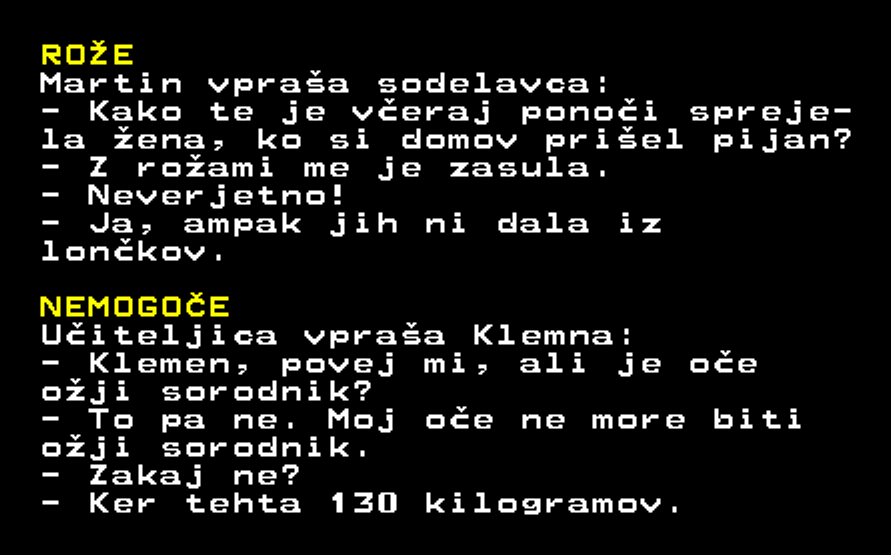 ROŽE
Martin vpraša sodelavca:
- Kako te je včeraj ponoči spreje-
la žena, ko si domov prišel pijan?
- Z rožami me je zasula.
- Neverjetno!
- Ja, ampak jih ni dala iz
lončkov.
NEMOGOČE
Učiteljica vpraša Klemna:
- Klemen, povej mi, ali je oče
ožji sorodnik?
- To pa ne. Moj oče ne more biti
ožji sorodnik.
- Zakaj ne?
- Ker tehta 130 kilogramov.